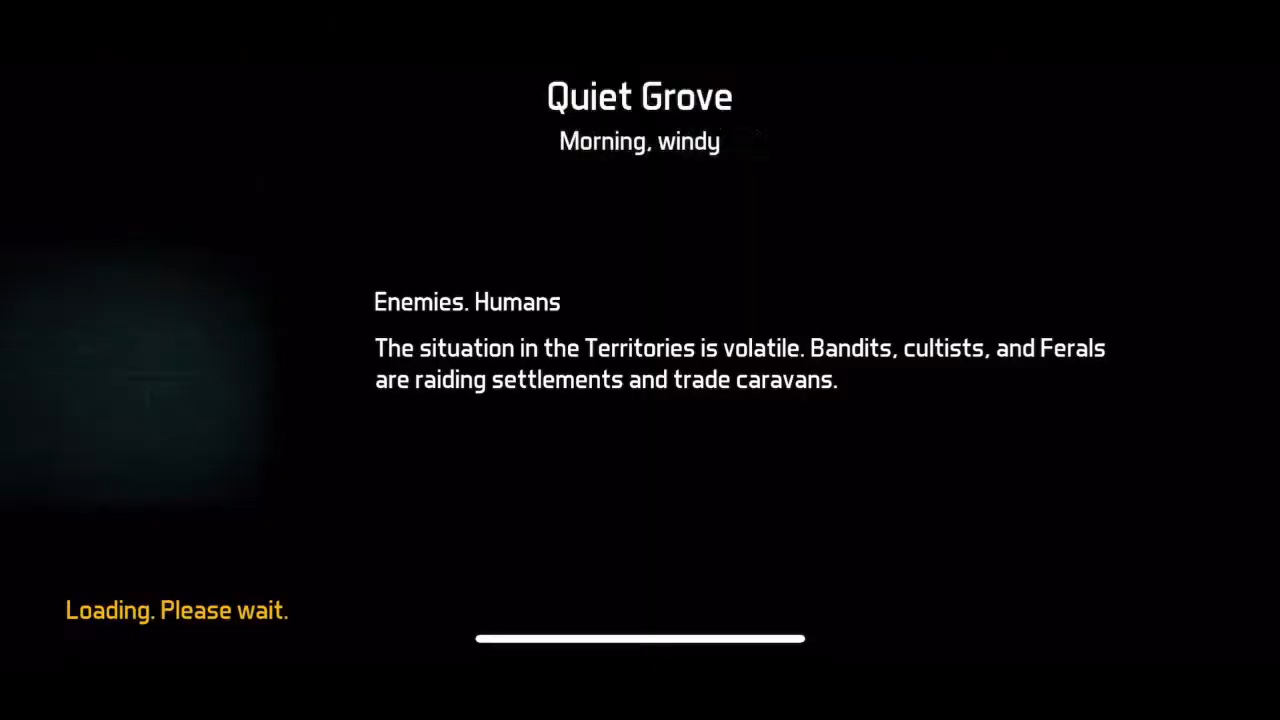 Quiet Grove
Morning, windy
Enemies. Humans
The situation in the Territories is volatile. Bandits, cultists, and Ferals
are raiding settlements and trade caravans.
Loading. Please wait.